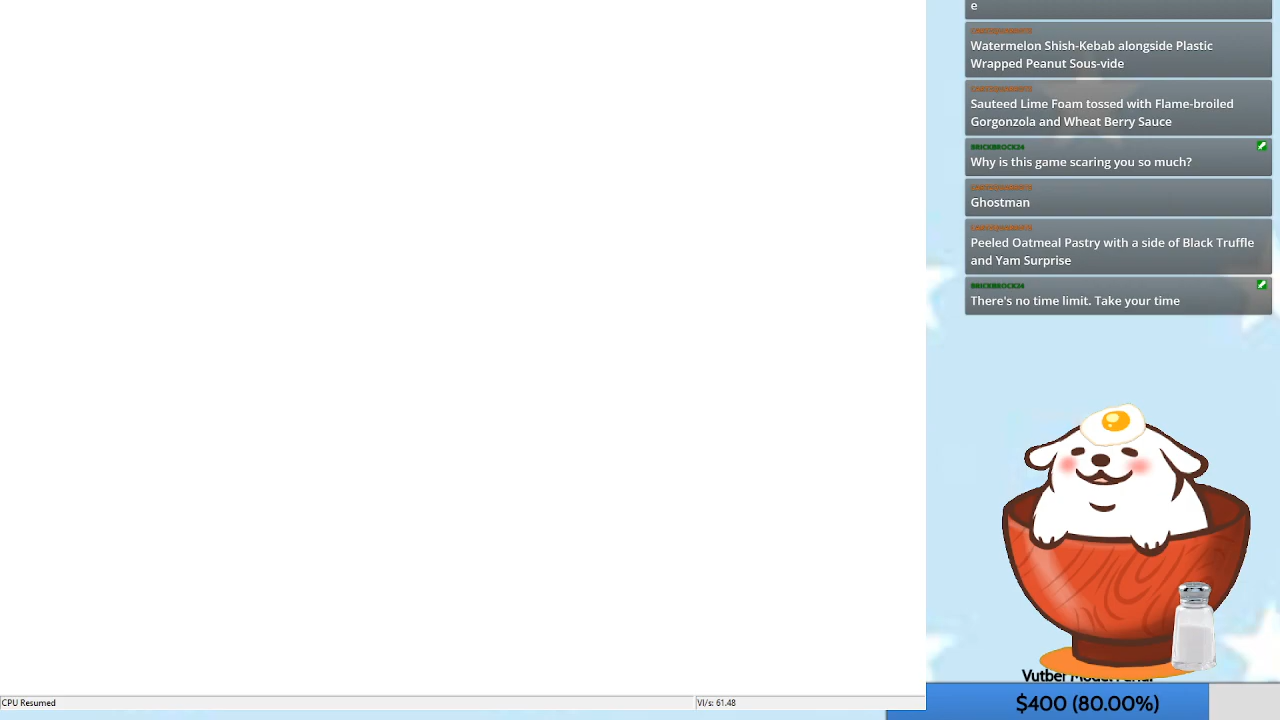 e
Watermelon Shish-Kebab alongside Plastic
Wrapped Peanut Sous-vide
Sauteed Lime Foam tossed with Flame-broiled
Gorgonzola and Wheat Berry Sauce
BRICKBROCK24
Why is this game scaring you so much?
Ghostman
Peeled Oatmeal Pastry with a side of Black Truffle
and Yam Surprise
BRICKBROCK24
There's no time limit. Take your time
$400 (80.00%)
CPU Resumed
VI/s: 61.48